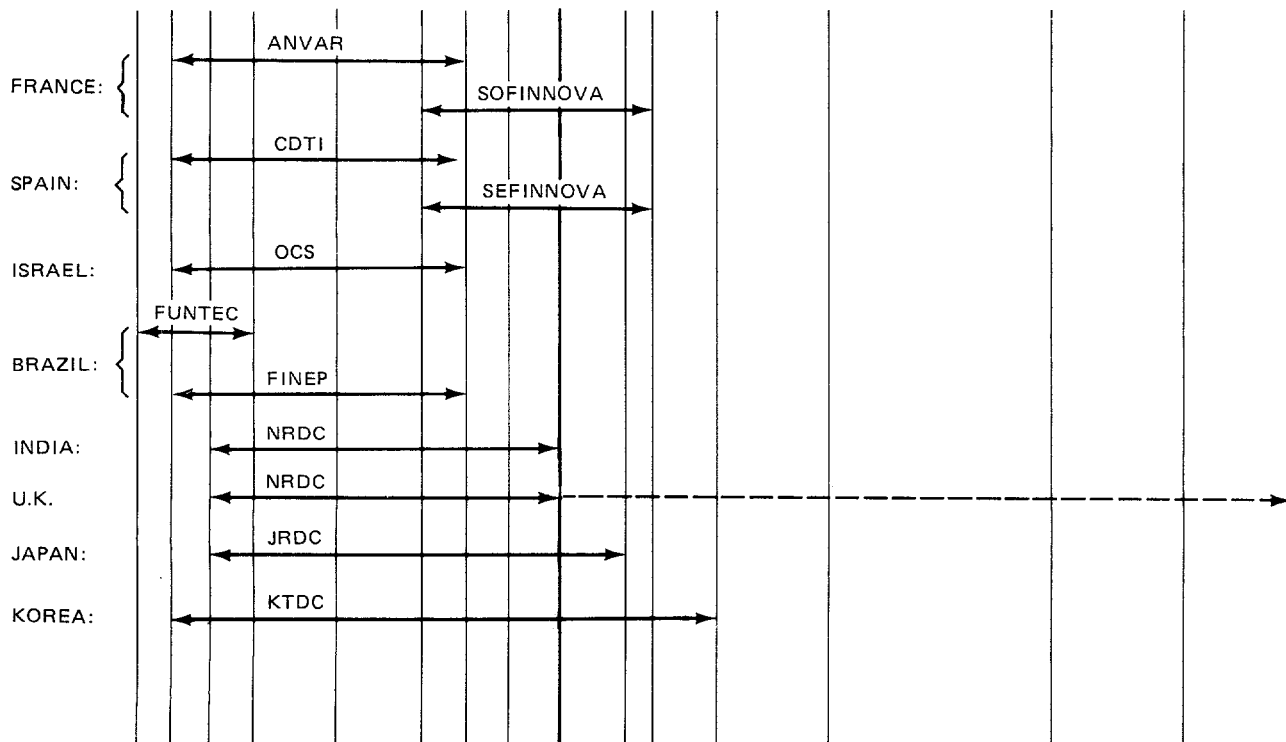 ANVAR
FRANCE:
SOFINNOVA
CDTI
SPAIN:
SEFINNOVA
OCS
ISRAEL:
FUNTEC
BRAZIL:
FINEP
INDIA: NRDC
U.K. NRDC
JAPAN: JRDC
KOREA: KTDC